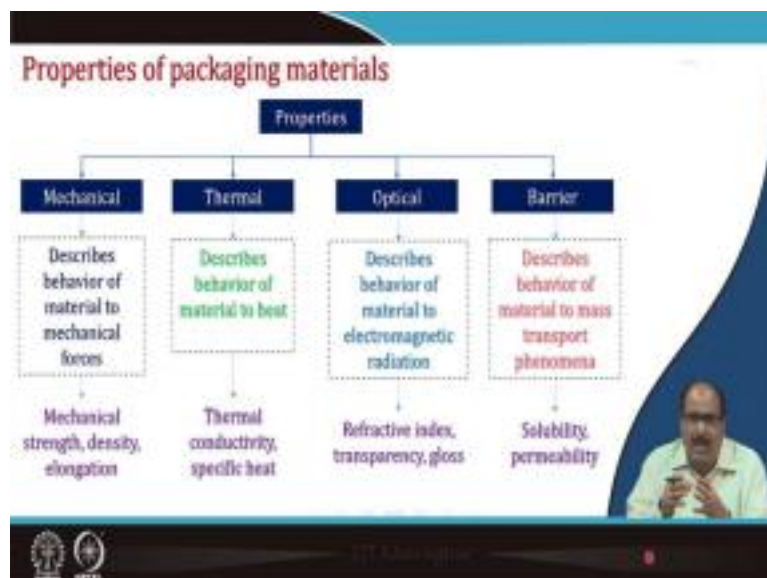 Properties of packaging materials
Properties
Mechanical
Thermal
Optical
Barrier
Describes
behavior of
material to
mechanical
forces
Describes
behavior of
material to heat
Describes
behavior of
material to
electromagnetic
radiation
Describes
behavior of
material to mass
transport
phenomena
Mechanical
strength, density,
elongation
Thermal
conductivity,
specific heat
Refractive index,
transparency, gloss
Solubility,
permeability